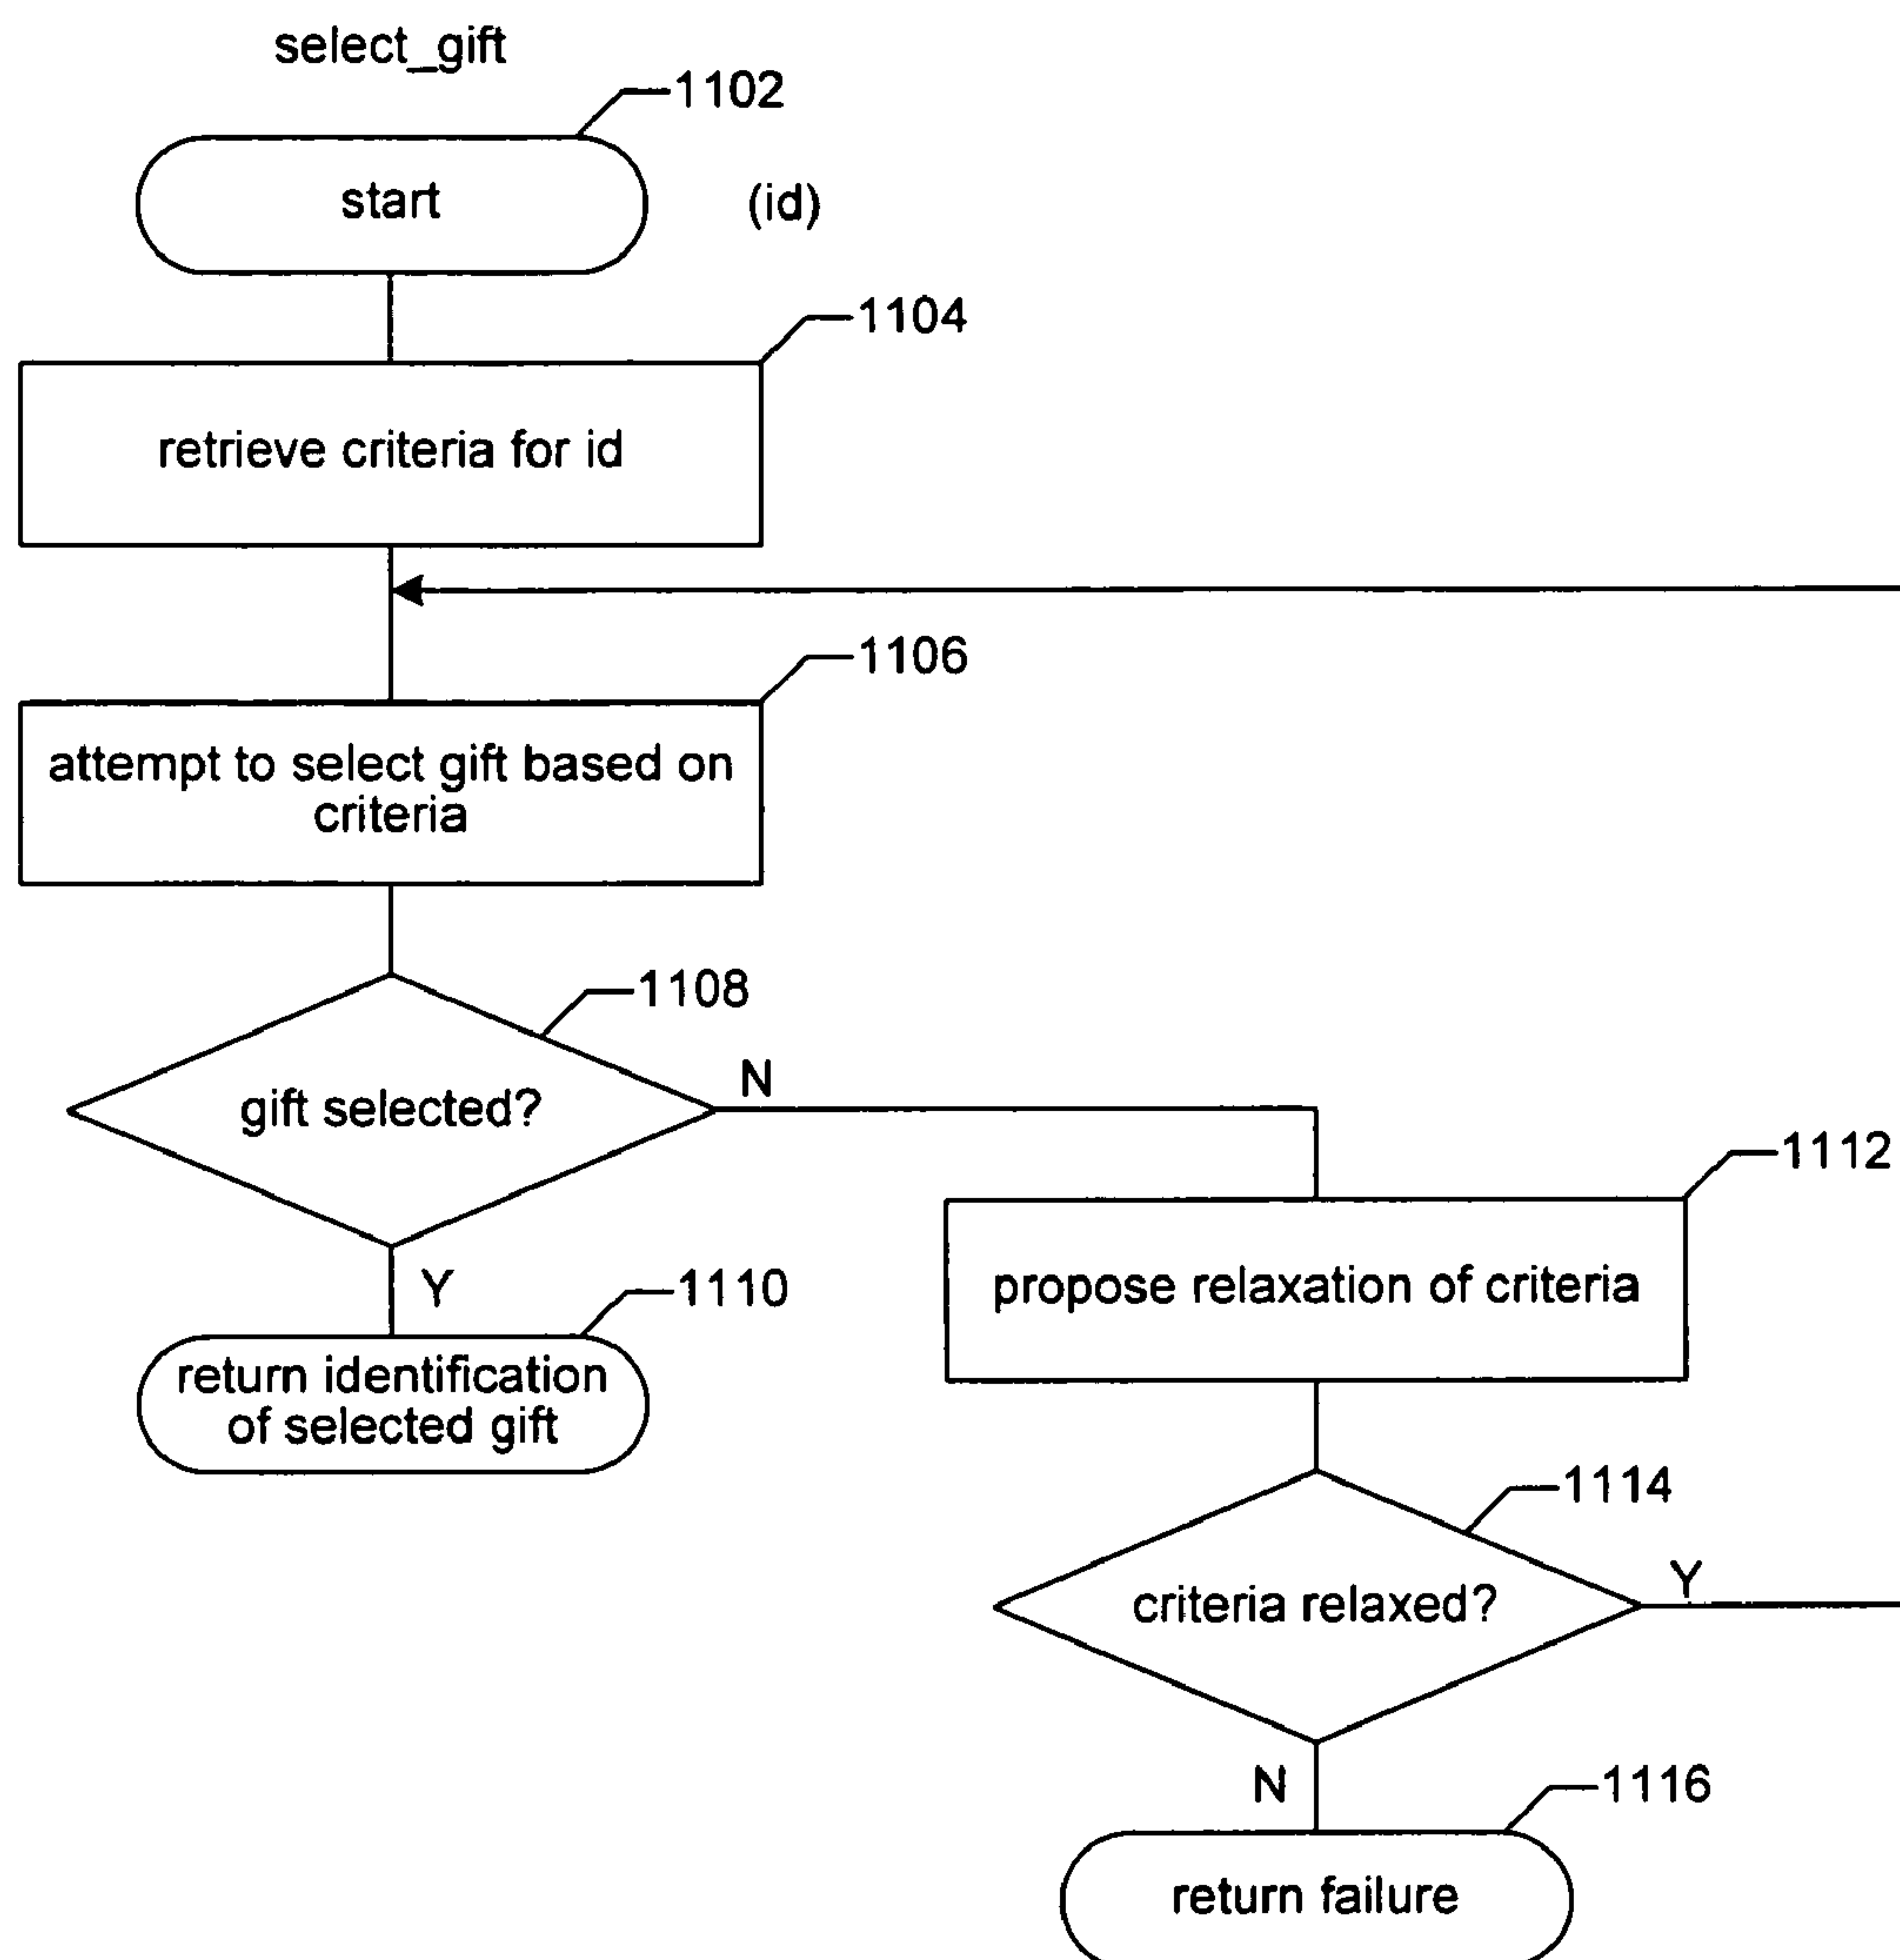 select_gift
1102
start
(id)
1104
retrieve criteria for id
1106
attempt to select gift based on
criteria
1108
gift selected?
N
Y
1110
return identification
of selected gift
1112
propose relaxation of criteria
1114
criteria relaxed?
Y
N
1116
return failure